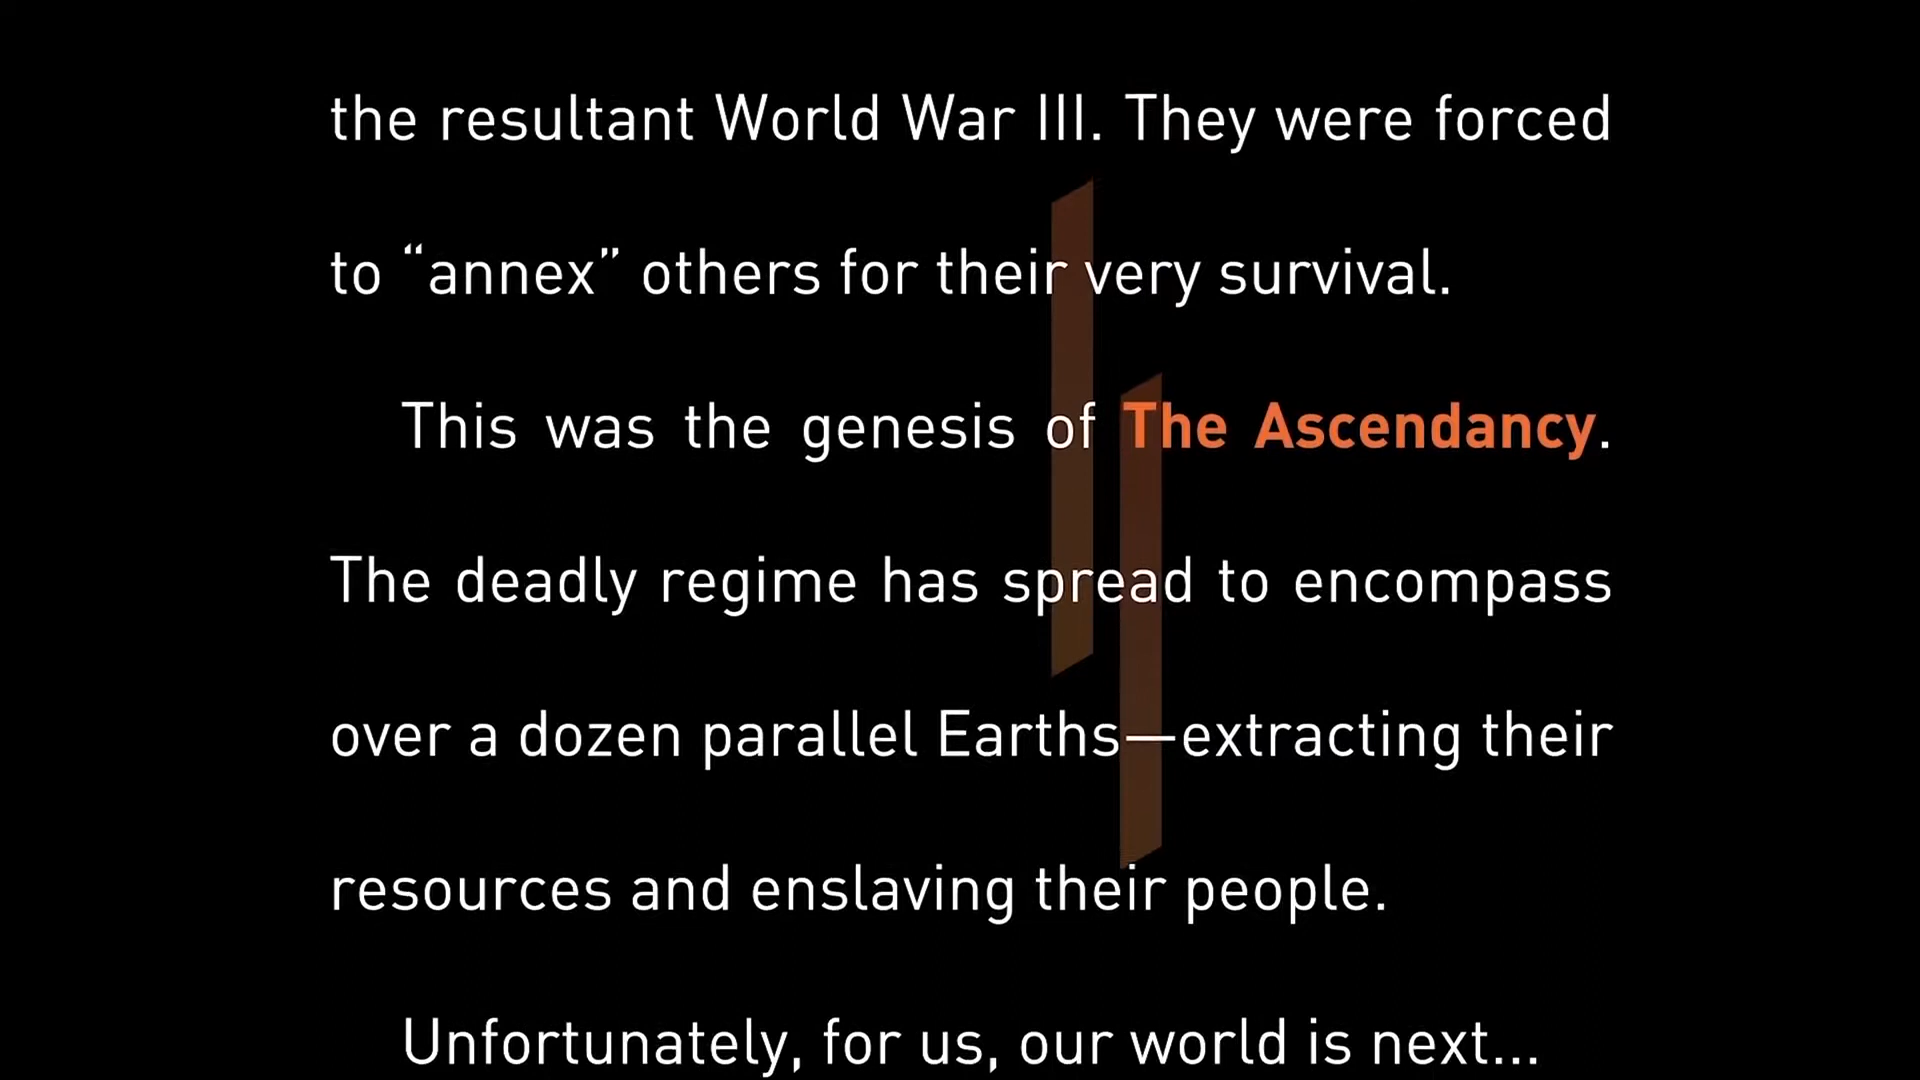 the resultant World War III. They were forced
to “annex” others for their very survival.
This was the genesis of The Ascendancy.
The deadly regime has spread to encompass
over a dozen parallel Earths—extracting their
resources and enslaving their people.
Unfortunately, for us, our world is next...